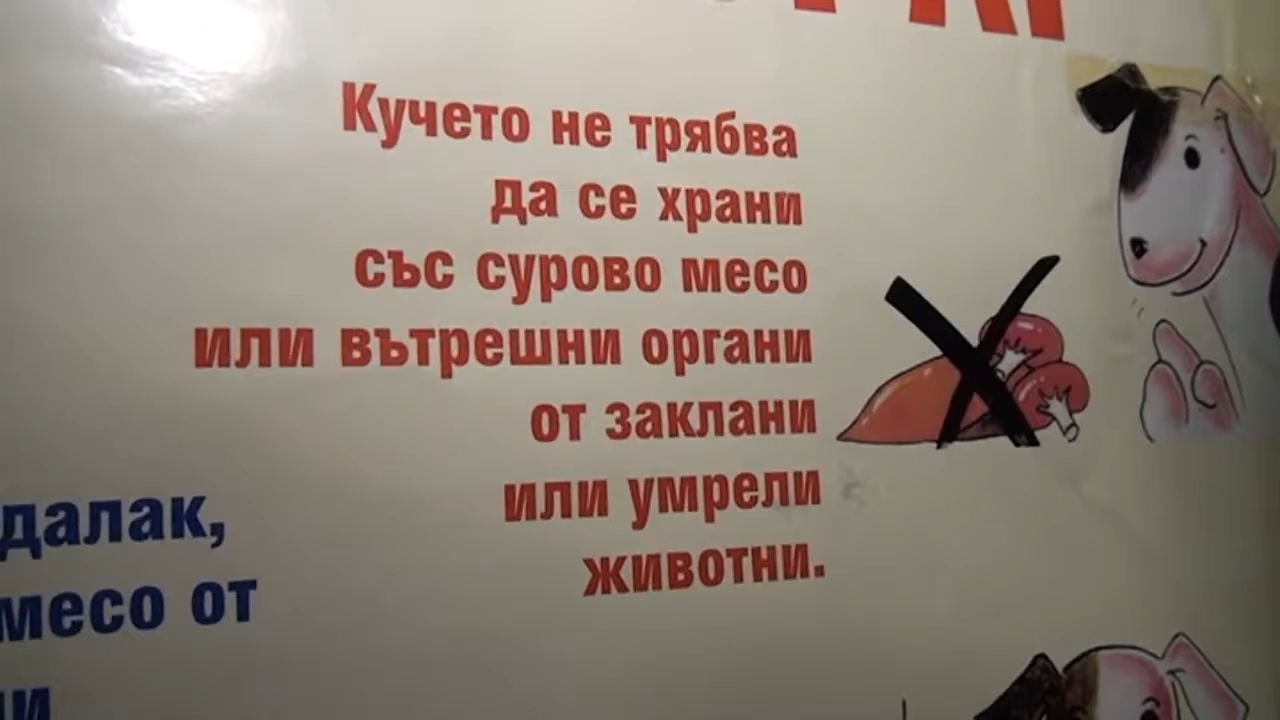 Кучето не трябва
да се храни
със сурово месо
или вътрешни органи
от заклани
или умрели
животни.
далак,
месо от